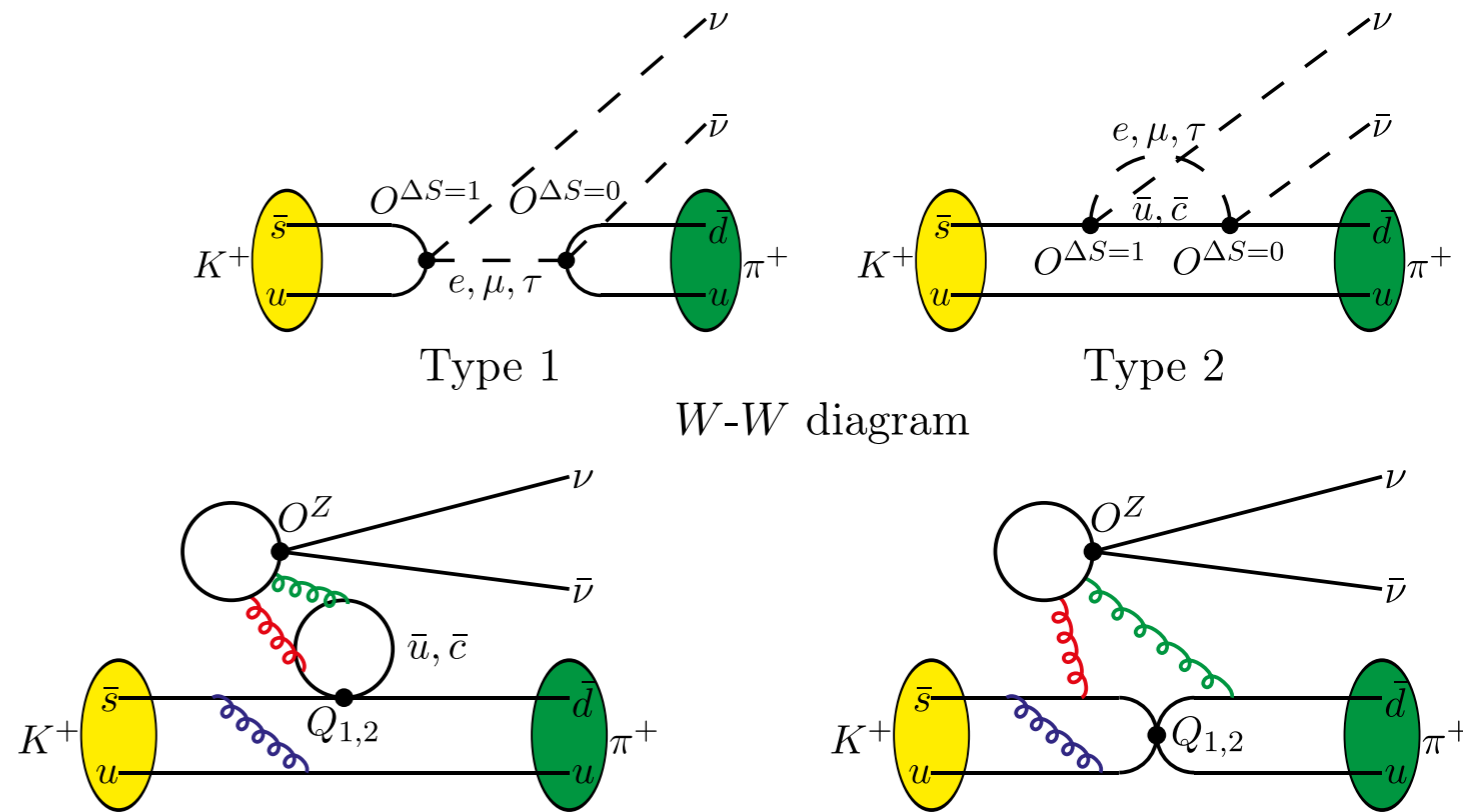 ν
ν
ν̄
ν̄
e, μ, τ
O^{ΔS=1} O^{ΔS=0}
s̄
d̄
ū, c̄
s̄
d̄
K⁺
e, μ, τ
π⁺
K⁺
O^{ΔS=1} O^{ΔS=0}
π⁺
u
u
u
u
Type 1
Type 2
W-W diagram
ν
ν
O^Z
O^Z
ν̄
ν̄
ū, c̄
s̄
d̄
s̄
d̄
K⁺
Q_{1,2}
π⁺
K⁺
Q_{1,2}
π⁺
u
u
u
u